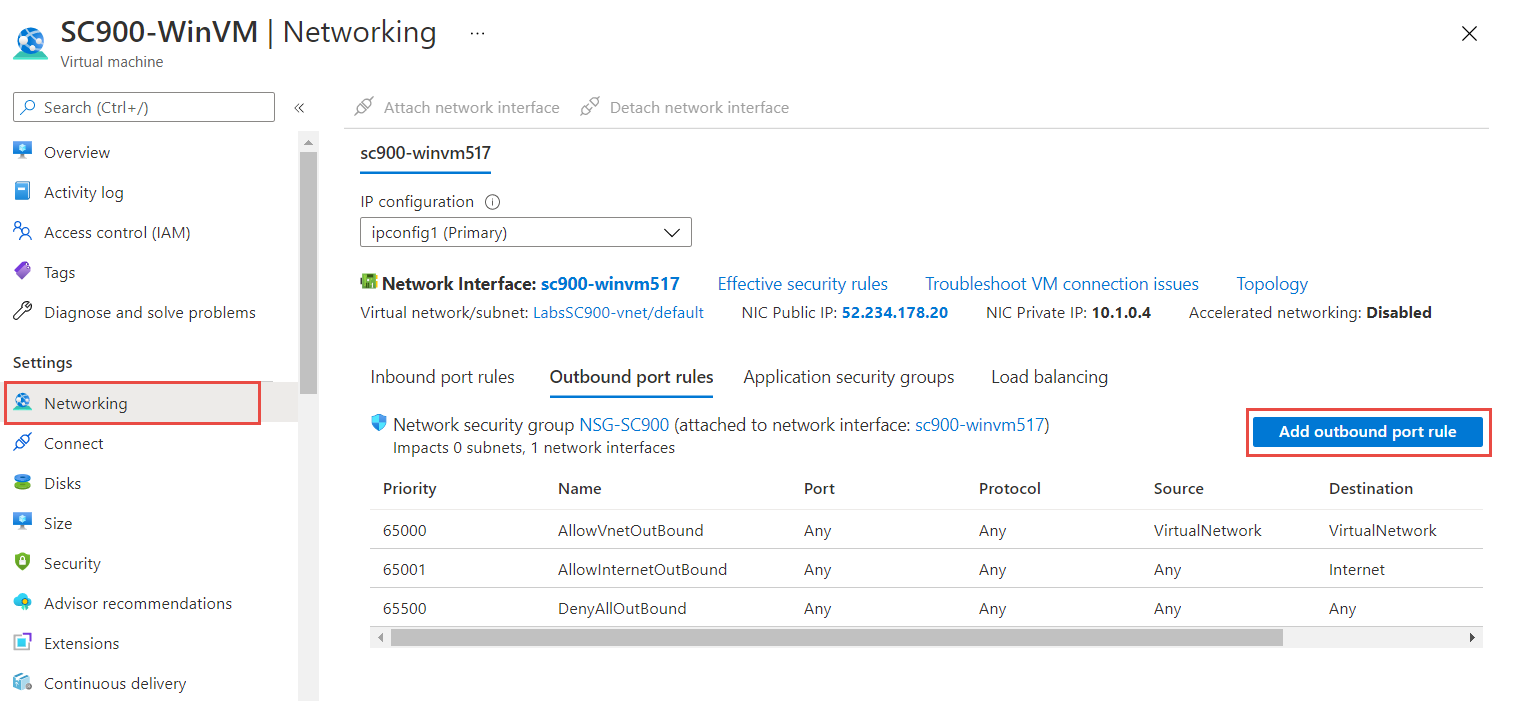 SC900-WinVM | Networking ...
Virtual machine
Search (Ctrl+/)
«
Overview
Activity log
Access control (IAM)
Tags
Diagnose and solve problems
Settings
Networking
Connect
Disks
Size
Security
Advisor recommendations
Extensions
Continuous delivery
Attach network interface Detach network interface
sc900-winvm517
IP configuration
ipconfig1 (Primary)
Network Interface: sc900-winvm517 Effective security rules Troubleshoot VM connection issues Topology
Virtual network/subnet: LabsSC900-vnet/default NIC Public IP: 52.234.178.20 NIC Private IP: 10.1.0.4 Accelerated networking: Disabled
Inbound port rules Outbound port rules Application security groups Load balancing
Network security group NSG-SC900 (attached to network interface: sc900-winvm517)
Impacts 0 subnets, 1 network interfaces
Add outbound port rule
Priority Name Port Protocol Source Destination
65000 AllowVnetOutBound Any Any VirtualNetwork VirtualNetwork
65001 AllowInternetOutBound Any Any Any Internet
65500 DenyAllOutBound Any Any Any Any